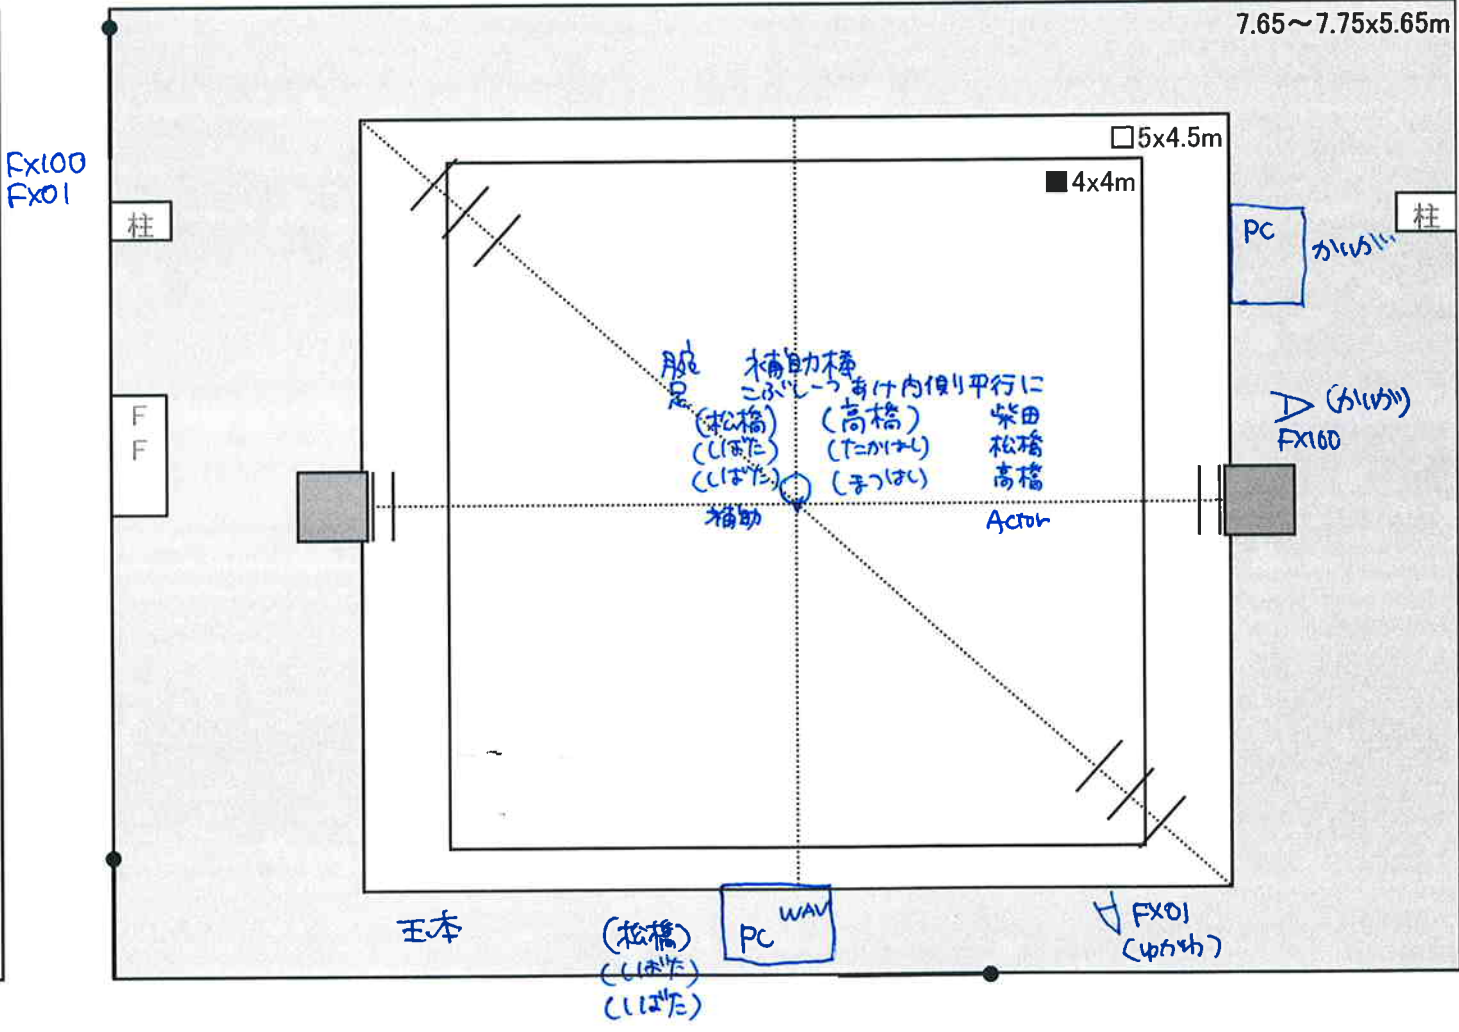 7.65～7.75x5.65m
□5x4.5m
■4x4m
FX100
FX01
柱
柱
PC
かいが
腕　補助棒
足　こぶし一つあけ内側り平行に
(松橋)　(高橋)　柴田
(しばた)　(たかはし)　松橋
(しばた)　(まつはし)　高橋
補助　Actor
F
F
(かいが)
FX100
玉本
(松橋)
(しばた)
(しばた)
WAV
PC
FX01
(ゆかわ)